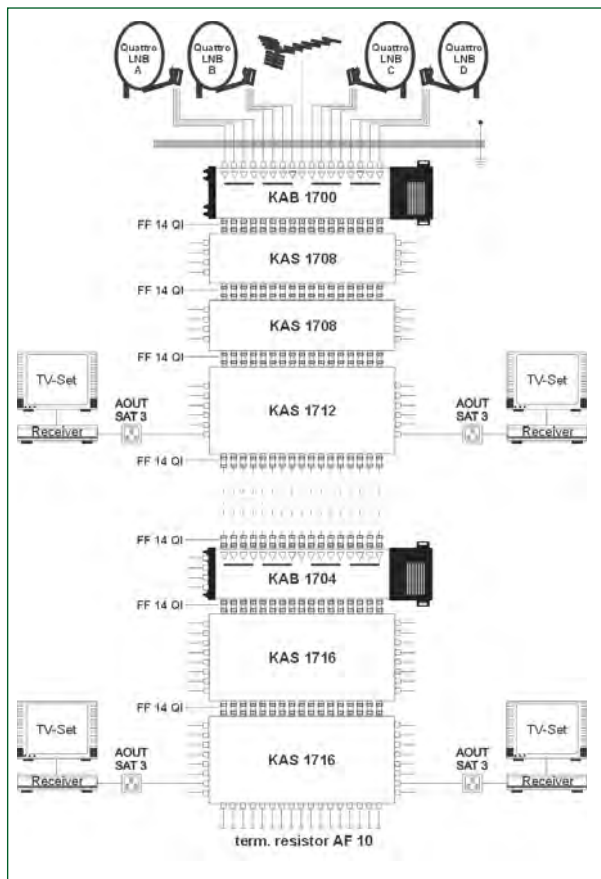 Quattro LNB A
Quattro LNB B
Quattro LNB C
Quattro LNB D
KAB 1700
FF 14 QI
KAS 1708
FF 14 QI
KAS 1708
FF 14 QI
TV-Set
TV-Set
AOUT SAT 3
AOUT SAT 3
KAS 1712
Receiver
Receiver
FF 14 QI
FF 14 QI
KAB 1704
FF 14 QI
KAS 1716
FF 14 QI
TV-Set
TV-Set
AOUT SAT 3
AOUT SAT 3
KAS 1716
Receiver
Receiver
term. resistor AF 10